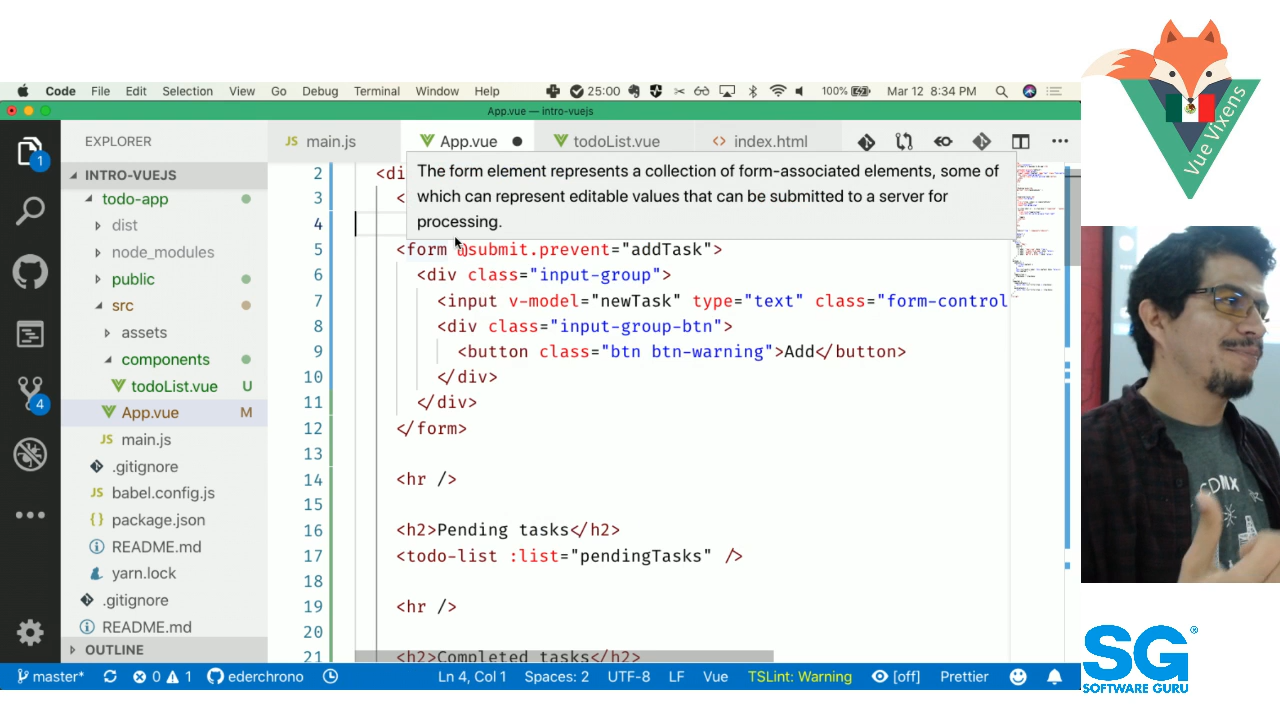 Code File Edit Selection View Go Debug Terminal Window Help 25:00 100% Mar 12 8:34 PM
App.vue — intro-vuejs
EXPLORER
JS main.js
App.vue
todoList.vue
<> index.html
INTRO-VUEJS
todo-app
dist
node_modules
public
src
assets
components
todoList.vue U
App.vue M
JS main.js
.gitignore
JS babel.config.js
{} package.json
README.md
yarn.lock
.gitignore
README.md
OUTLINE
1
4
The form element represents a collection of form-associated elements, some of
which can represent editable values that can be submitted to a server for
processing.
2 <di
3 <
4
5 <form @submit.prevent="addTask">
6 <div class="input-group">
7 <input v-model="newTask" type="text" class="form-control
8 <div class="input-group-btn">
9 <button class="btn btn-warning">Add</button>
10 </div>
11 </div>
12 </form>
13
14 <hr />
15
16 <h2>Pending tasks</h2>
17 <todo-list :list="pendingTasks" />
18
19 <hr />
20
21 <h2>Completed tasks</h2>
master* 0 1 ederchrono Ln 4, Col 1 Spaces: 2 UTF-8 LF Vue TSLint: Warning [off] Prettier
Vue Vixens
CDMX
SG®
SOFTWARE GURU